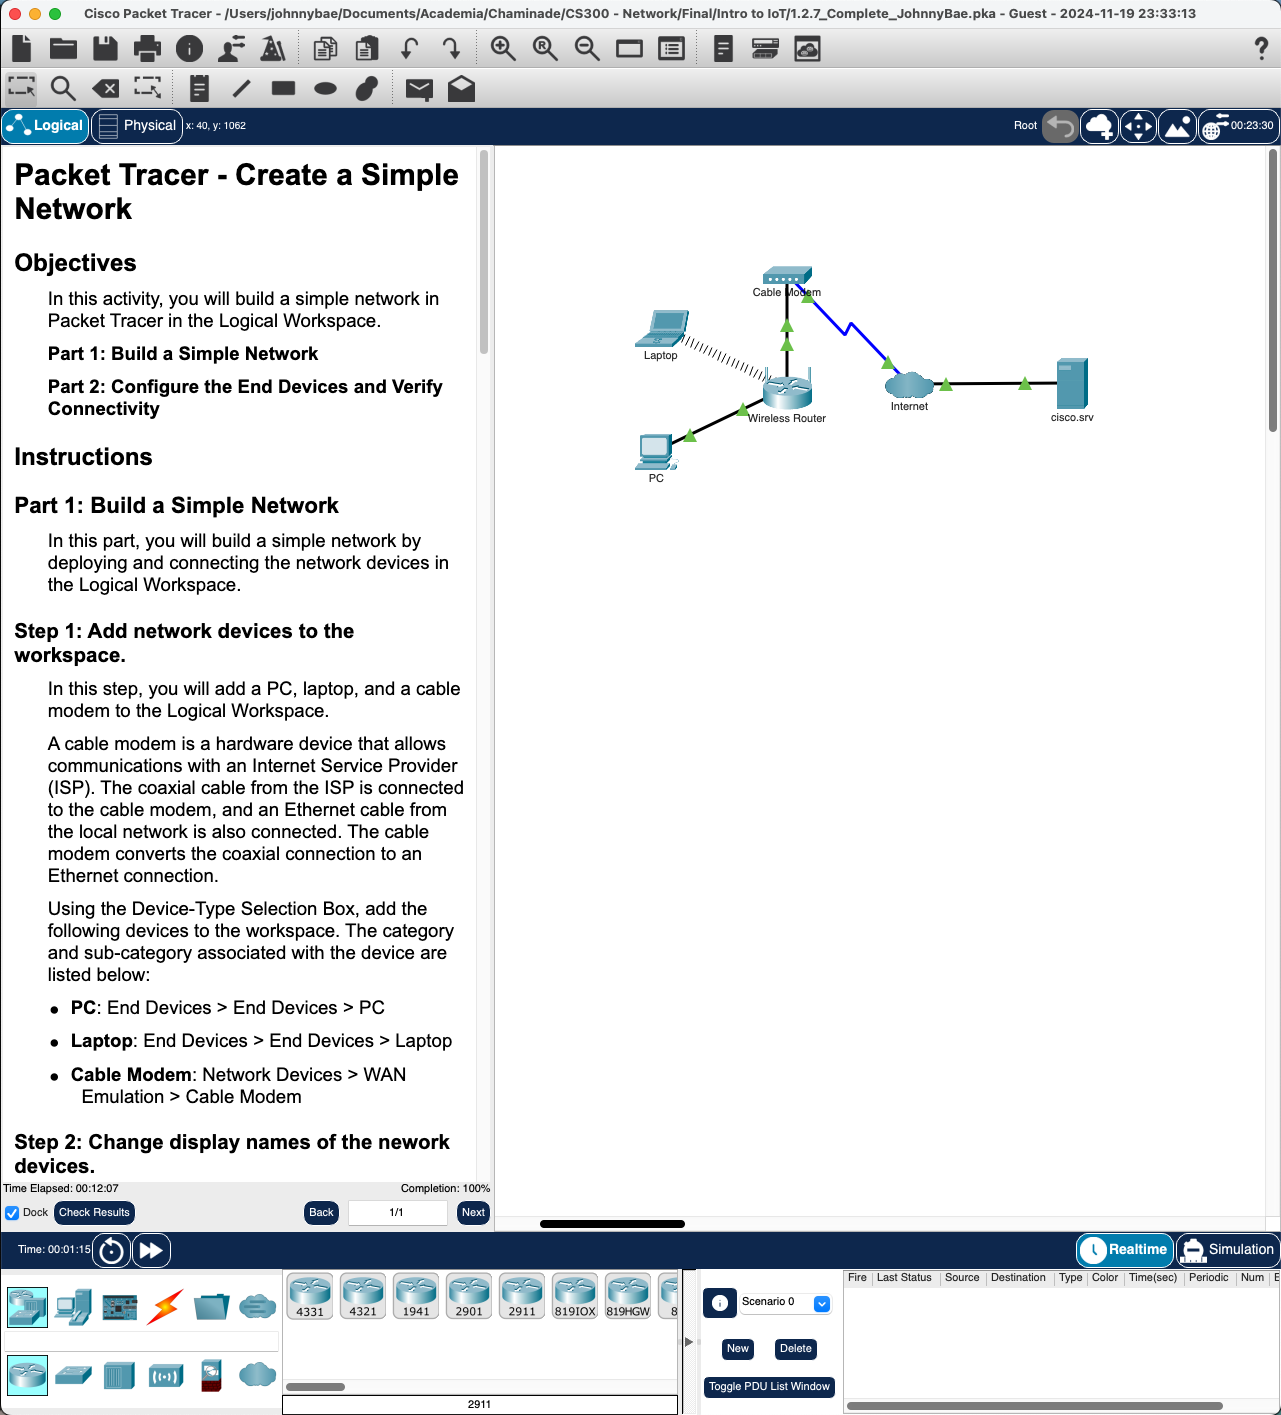 Cisco Packet Tracer - /Users/johnnybae/Documents/Academia/Chaminade/CS300 - Network/Final/Intro to IoT/1.2.7_Complete_JohnnyBae.pka - Guest - 2024-11-19 23:33:13
Logical
Physical
x: 40, y: 1062
Root
00:23:30
Packet Tracer - Create a Simple
Network
Objectives
In this activity, you will build a simple network in
Packet Tracer in the Logical Workspace.
Part 1: Build a Simple Network
Part 2: Configure the End Devices and Verify
Connectivity
Instructions
Part 1: Build a Simple Network
In this part, you will build a simple network by
deploying and connecting the network devices in
the Logical Workspace.
Step 1: Add network devices to the
workspace.
In this step, you will add a PC, laptop, and a cable
modem to the Logical Workspace.
A cable modem is a hardware device that allows
communications with an Internet Service Provider
(ISP). The coaxial cable from the ISP is connected
to the cable modem, and an Ethernet cable from
the local network is also connected. The cable
modem converts the coaxial connection to an
Ethernet connection.
Using the Device-Type Selection Box, add the
following devices to the workspace. The category
and sub-category associated with the device are
listed below:
● PC: End Devices > End Devices > PC
● Laptop: End Devices > End Devices > Laptop
● Cable Modem: Network Devices > WAN
Emulation > Cable Modem
Step 2: Change display names of the nework
devices.
Time Elapsed: 00:12:07
Completion: 100%
Dock
Check Results
Back
1/1
Next
Cable Modem
Laptop
Wireless Router
PC
Internet
cisco.srv
Time: 00:01:15
Realtime
Simulation
4331
4321
1941
2901
2911
819IOX
819HGW
8
2911
Scenario 0
New
Delete
Toggle PDU List Window
Fire
Last Status
Source
Destination
Type
Color
Time(sec)
Periodic
Num
E